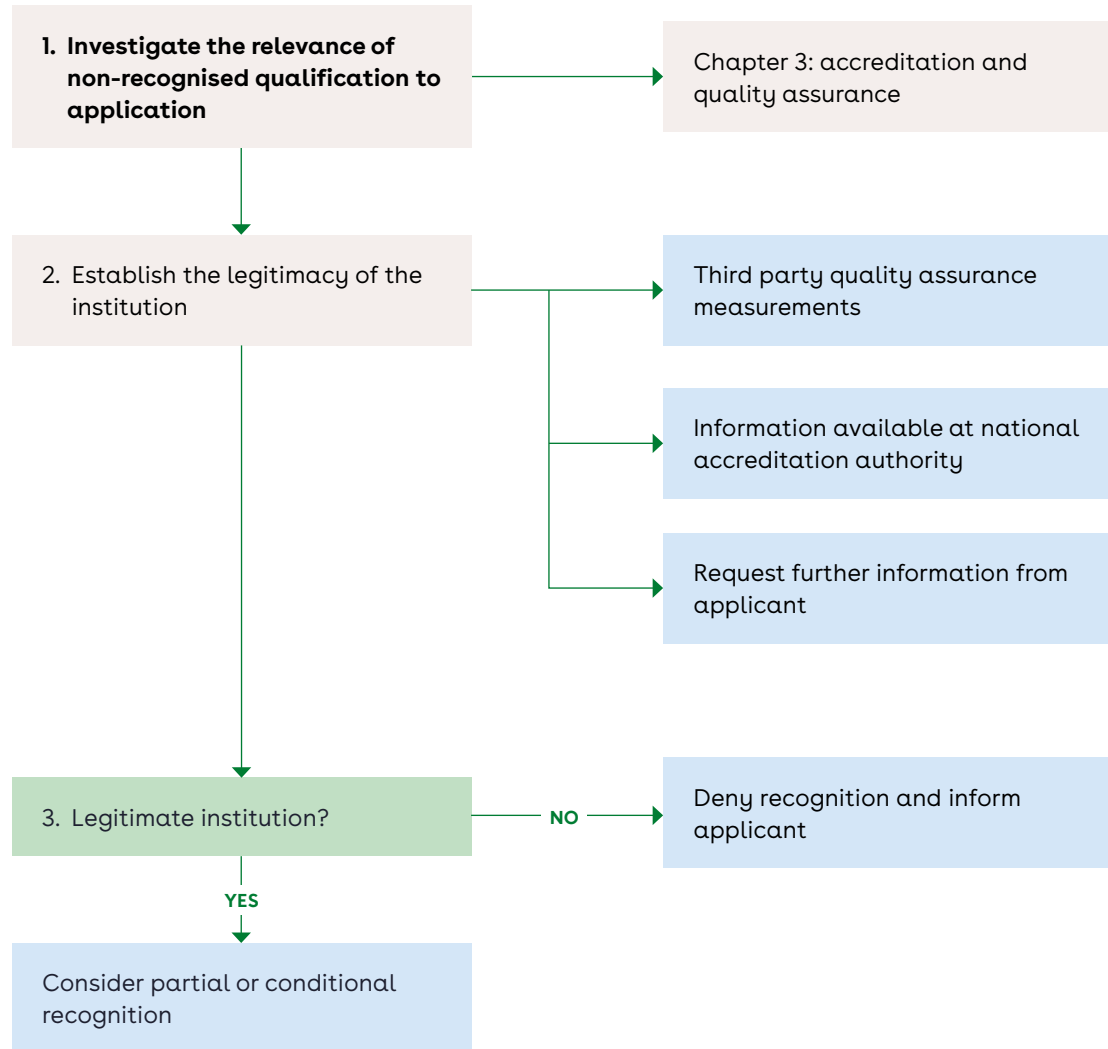 1. Investigate the relevance of
non-recognised qualification to
application
Chapter 3: accreditation and
quality assurance
2. Establish the legitimacy of the
institution
Third party quality assurance
measurements
Information available at national
accreditation authority
Request further information from
applicant
3. Legitimate institution?
NO
Deny recognition and inform
applicant
YES
Consider partial or conditional
recognition